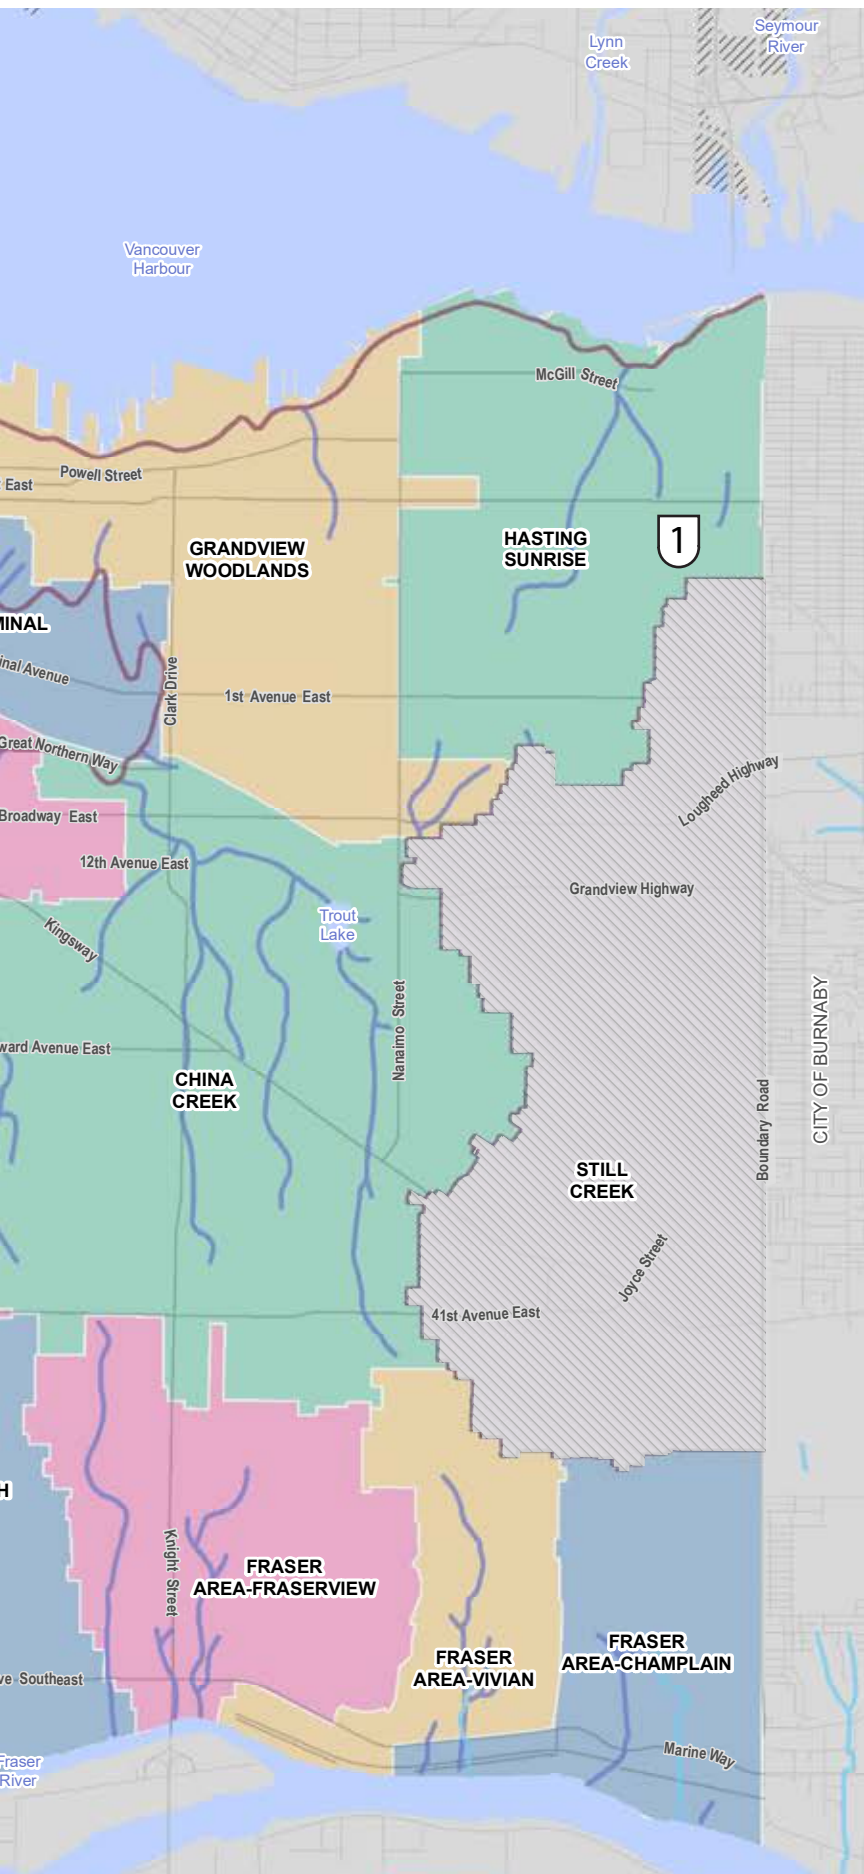 Seymour
River
Lynn
Creek
Vancouver
Harbour
McGill Street
Powell Street
East
1
HASTING
SUNRISE
GRANDVIEW
WOODLANDS
MINAL
inal Avenue
Clark Drive
1st Avenue East
Great Northern Way
Lougheed Highway
Broadway East
12th Avenue East
Grandview Highway
Trout
Lake
Kingsway
Nanaimo Street
CITY OF BURNABY
ward Avenue East
CHINA
CREEK
Boundary Road
STILL
CREEK
Joyce Street
41st Avenue East
H
Knight Street
FRASER
AREA-FRASERVIEW
FRASER
AREA-VIVIAN
FRASER
AREA-CHAMPLAIN
ve Southeast
Marine Way
Fraser
River